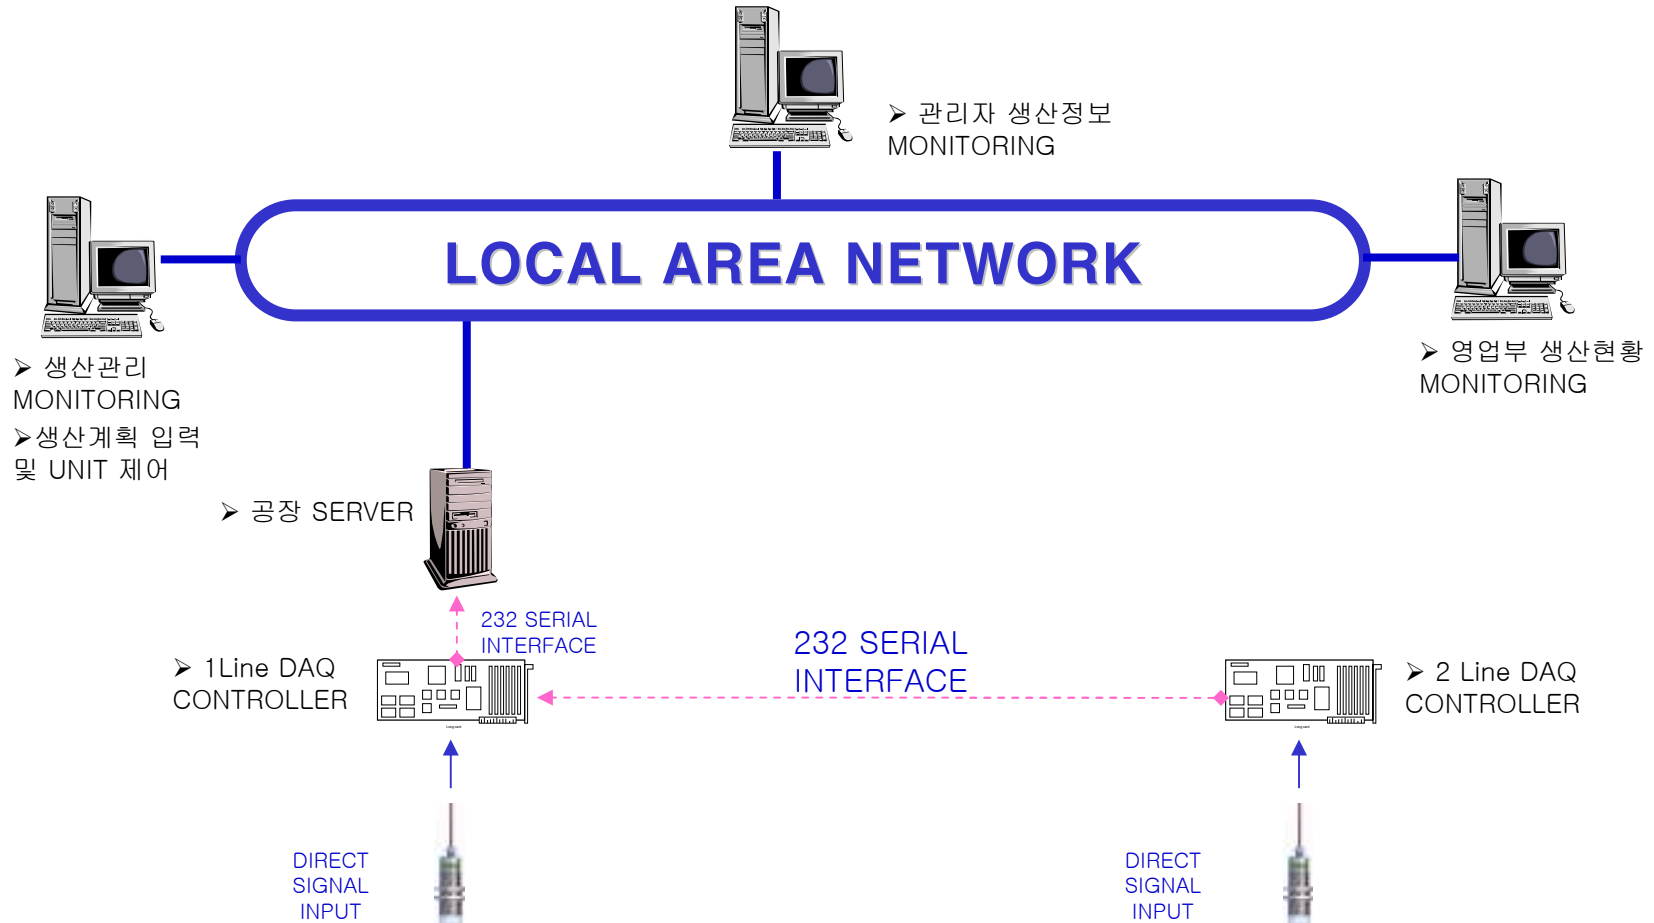 ➢ 관리자 생산정보
MONITORING
LOCAL AREA NETWORK
➢ 생산관리
MONITORING
➢생산계획 입력
및 UNIT 제어
➢ 영업부 생산현황
MONITORING
➢ 공장 SERVER
232 SERIAL
INTERFACE
232 SERIAL
INTERFACE
➢ 1Line DAQ
CONTROLLER
➢ 2 Line DAQ
CONTROLLER
DIRECT
SIGNAL
INPUT
DIRECT
SIGNAL
INPUT